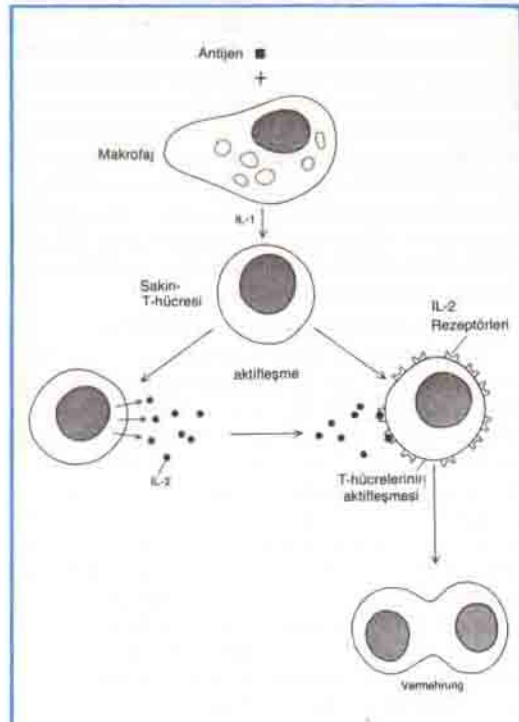 Antijen
+
Makrofaj
IL-1
Sakin-
T-hücresi
IL-2
Rezeptörleri
aktifleşme
IL-2
T-hücrelerinin
aktifleşmesi
Vermehrung